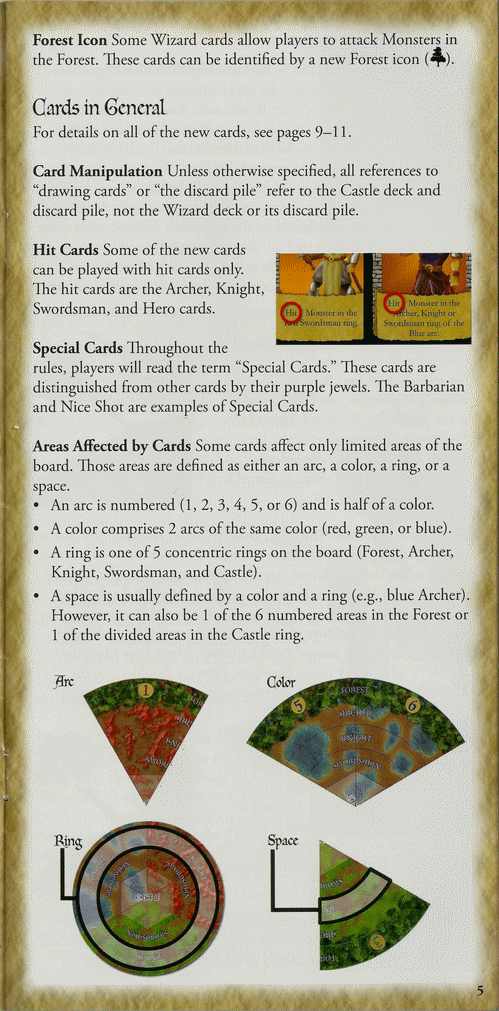 Forest Icon Some Wizard cards allow players to attack Monsters in
the Forest. These cards can be identified by a new Forest icon ( ).
Cards in General
For details on all of the new cards, see pages 9–11.
Card Manipulation Unless otherwise specified, all references to
“drawing cards” or “the discard pile” refer to the Castle deck and
discard pile, not the Wizard deck or its discard pile.
Hit Cards Some of the new cards
can be played with hit cards only.
The hit cards are the Archer, Knight,
Swordsman, and Hero cards.
Hit Monster in the
Red Swordsman ring.
Hit Monster in the
Archer, Knight or
Swordsman ring of the
Blue arc.
Special Cards Throughout the
rules, players will read the term “Special Cards.” These cards are
distinguished from other cards by their purple jewels. The Barbarian
and Nice Shot are examples of Special Cards.
Areas Affected by Cards Some cards affect only limited areas of the
board. Those areas are defined as either an arc, a color, a ring, or a
space.
• An arc is numbered (1, 2, 3, 4, 5, or 6) and is half of a color.
• A color comprises 2 arcs of the same color (red, green, or blue).
• A ring is one of 5 concentric rings on the board (Forest, Archer,
Knight, Swordsman, and Castle).
• A space is usually defined by a color and a ring (e.g., blue Archer).
However, it can also be 1 of the 6 numbered areas in the Forest or
1 of the divided areas in the Castle ring.
Arc
1
Color
5
FOREST
6
ARCHER
KNIGHT
SWORDSMAN
Ring
Space
5